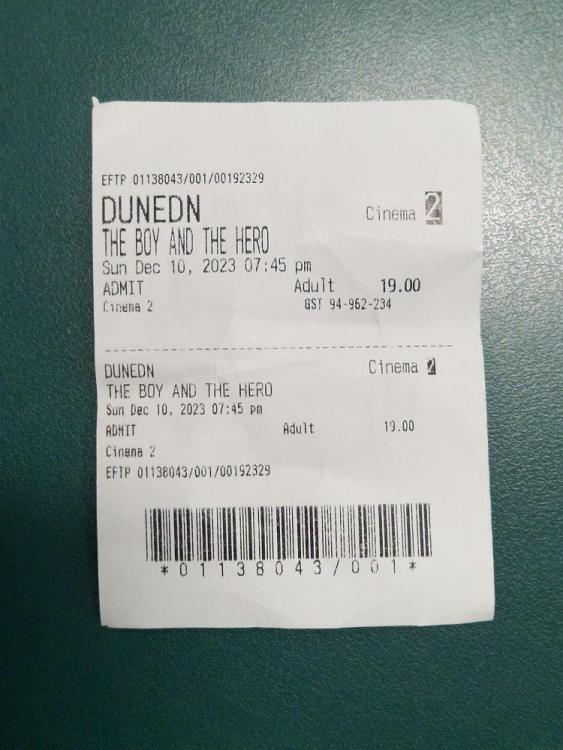 EFTP 01138043/001/00192329
DUNEDN Cinema 2
THE BOY AND THE HERO
Sun Dec 10, 2023 07:45 pm
ADMIT Adult 19.00
Cinema 2 GST 94-962-234
DUNEDN Cinema 2
THE BOY AND THE HERO
Sun Dec 10, 2023 07:45 pm
ADMIT Adult 19.00
Cinema 2
EFTP 01138043/001/00192329
*01138043/001*